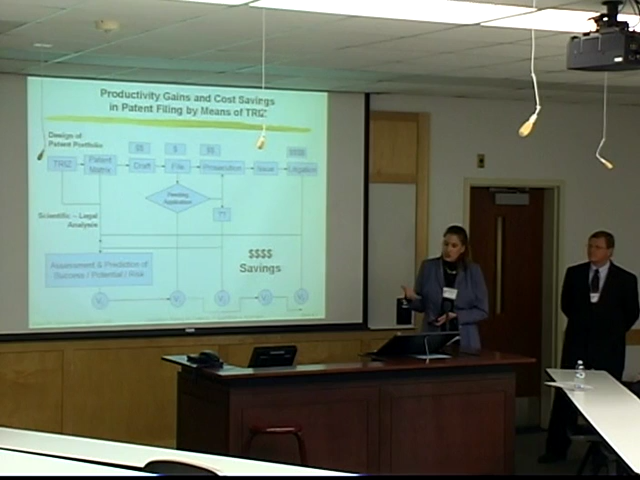 Productivity Gains and Cost Savings
in Patent Filing by Means of TRIZ
Design of
Patent Portfolio
$$ $ $$ $$$$
TRIZ Patent Matrix Draft File Prosecution Issue Litigation
Pending
Application
??
Scientific – Legal
Analysis
$$$$
Savings
Assessment & Prediction of
Success / Potential / Risk